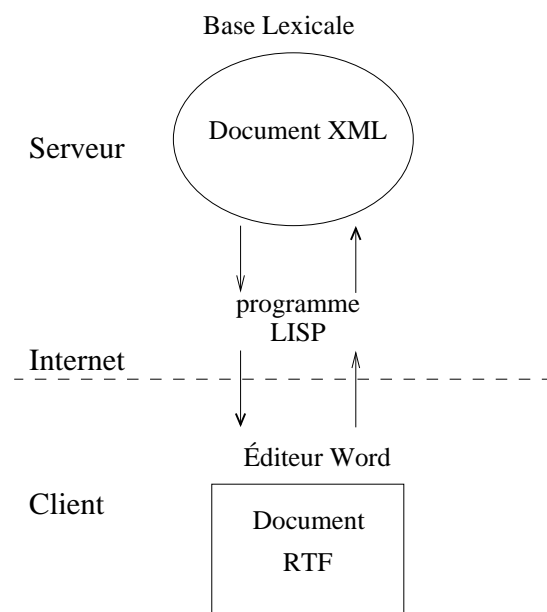 Base Lexicale
Document XML
Serveur
programme
LISP
Internet
Éditeur Word
Client
Document
RTF